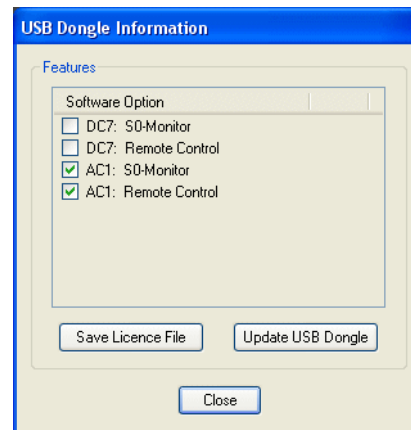 USB Dongle Information
Features
Software Option
DC7: S0-Monitor
DC7: Remote Control
AC1: S0-Monitor
AC1: Remote Control
Save Licence File Update USB Dongle
Close